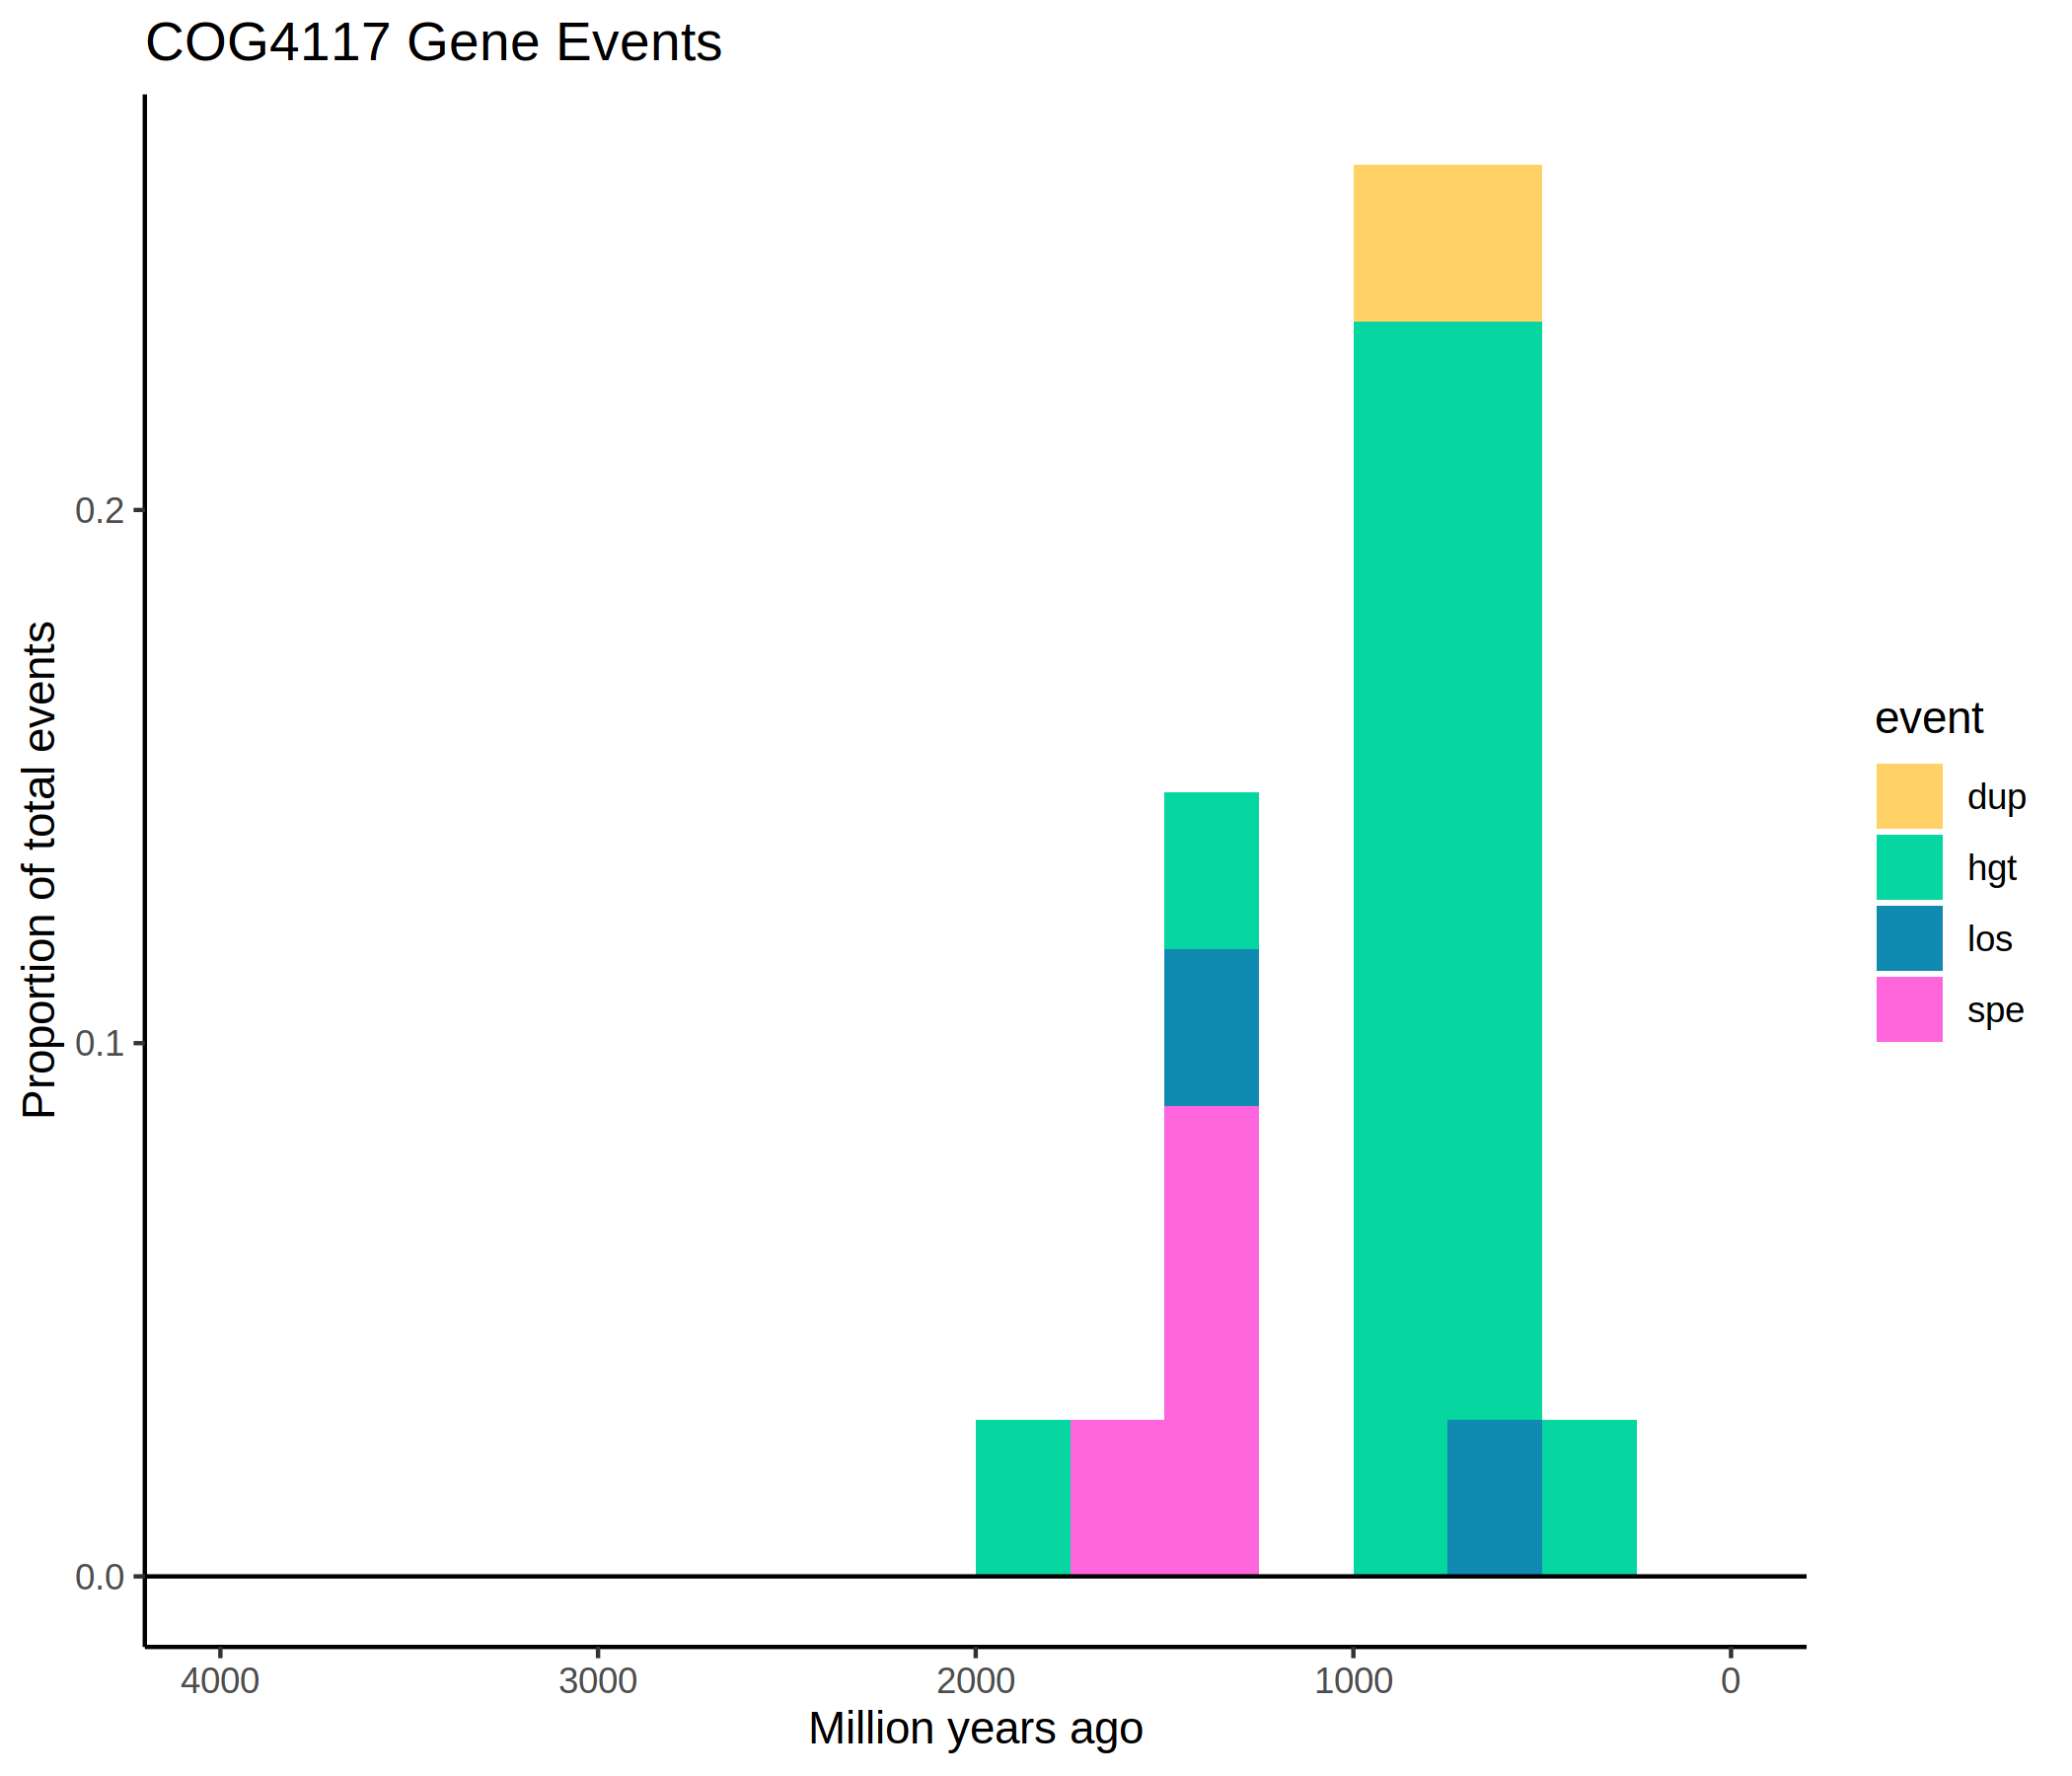 COG4117 Gene Events
Proportion of total events
0.2
0.1
0.0
4000
3000
2000
1000
0
Million years ago
event
dup
hgt
los
spe